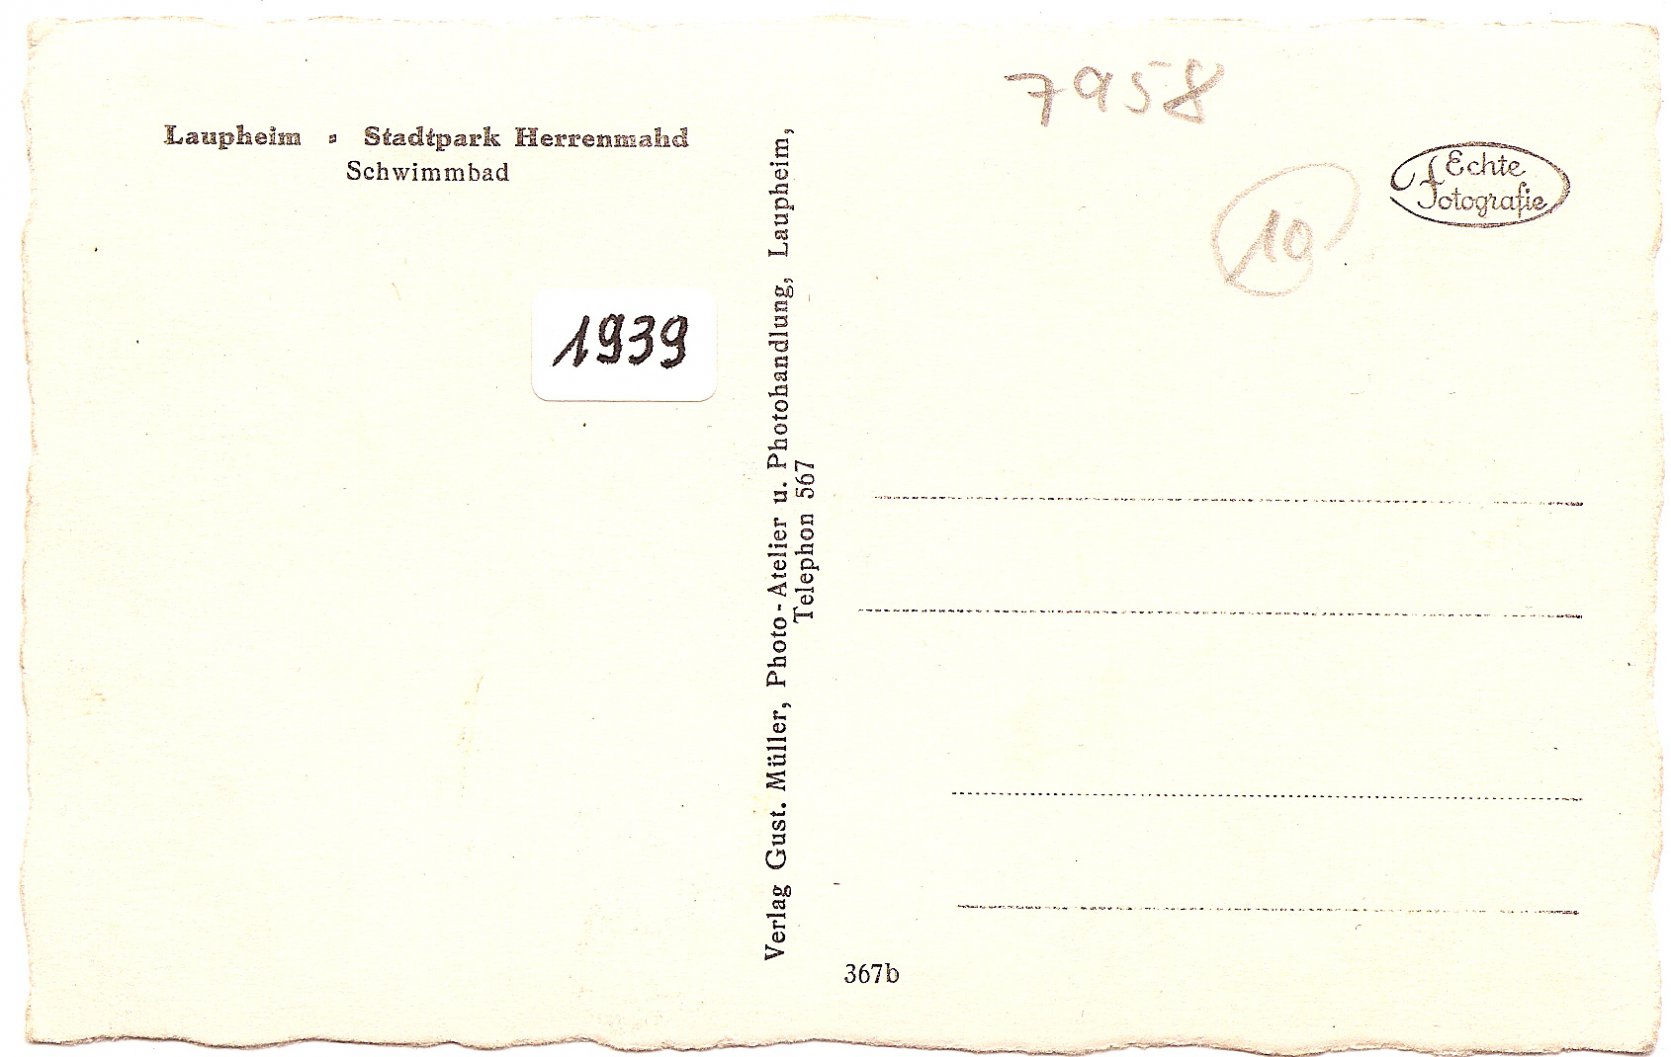 Laupheim - Stadtpark Herrenmahd
Schwimmbad
1939
Verlag Gust. Müller, Photo-Atelier u. Photohandlung, Laupheim,
Telephon 567
7958
10
Echte
Fotografie
367b